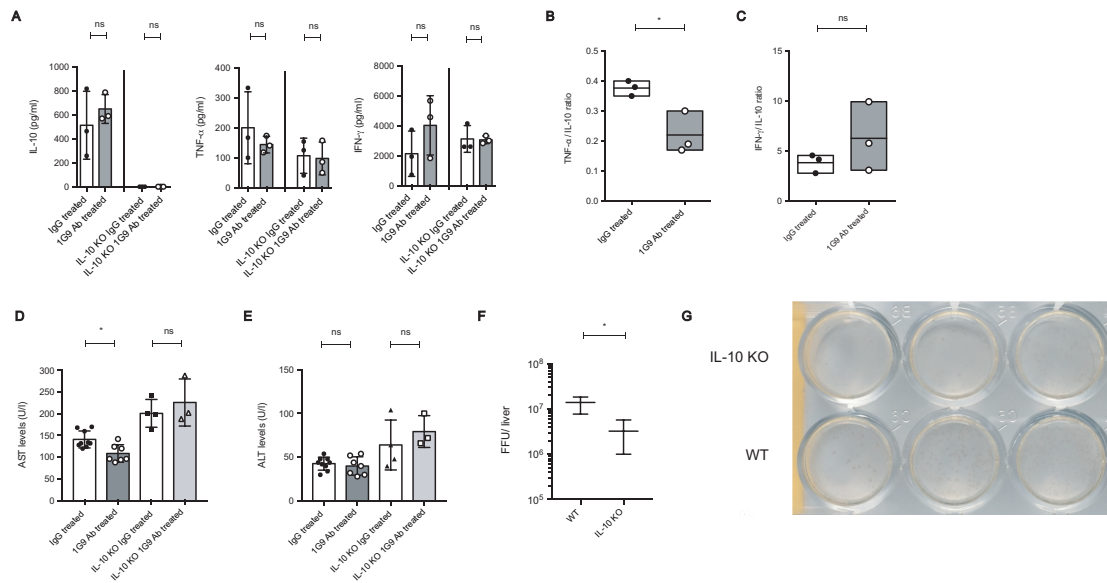 A
ns
ns
IL-10 (pg/ml)
1000
800
600
400
200
0
IgG treated
1G9 Ab treated
IL-10 KO IgG treated
IL-10 KO 1G9 Ab treated
ns
ns
TNF-α (pg/ml)
400
300
200
100
0
IgG treated
1G9 Ab treated
IL-10 KO IgG treated
IL-10 KO 1G9 Ab treated
ns
ns
IFN-γ (pg/ml)
8000
6000
4000
2000
0
IgG treated
1G9 Ab treated
IL-10 KO IgG treated
IL-10 KO 1G9 Ab treated
B
*
TNF-α / IL-10 ratio
0.5
0.4
0.3
0.2
0.1
0.0
IgG treated
1G9 Ab treated
C
ns
IFN-γ/ IL-10 ratio
15
10
5
0
IgG treated
1G9 Ab treated
D
*
ns
AST levels (U/l)
300
250
200
150
100
50
0
IgG treated
1G9 Ab treated
IL-10 KO IgG treated
IL-10 KO 1G9 Ab treated
E
ns
ns
ALT levels (U/l)
150
100
50
0
IgG treated
1G9 Ab treated
IL-10 KO IgG treated
IL-10 KO 1G9 Ab treated
F
*
FFU/ liver
10⁸
10⁷
10⁶
10⁵
WT
IL-10 KO
G
IL-10 KO
WT